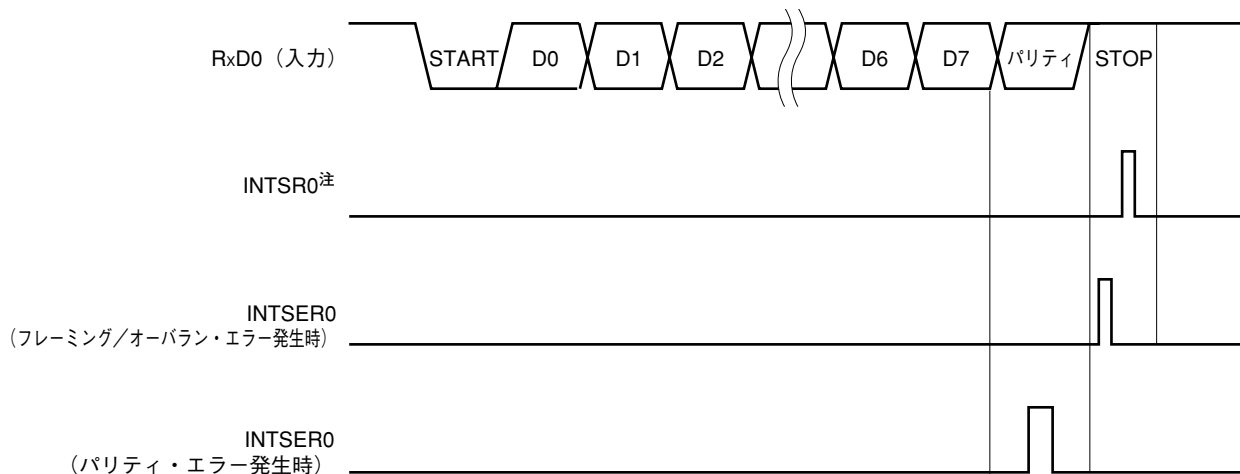 RxD0（入力） START D0 D1 D2 D6 D7 パリティ STOP
INTSR0注
INTSER0
（フレーミング／オーバラン・エラー発生時）
INTSER0
（パリティ・エラー発生時）